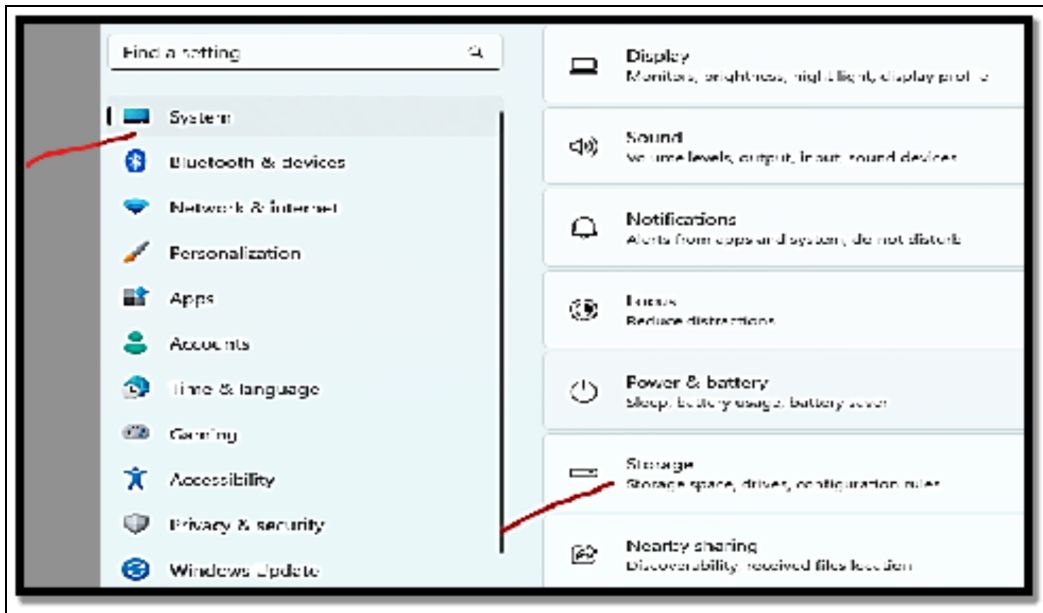 Find a setting
System
Bluetooth & devices
Network & internet
Personalization
Apps
Accounts
Time & language
Gaming
Accessibility
Privacy & security
Windows Update
Display
Monitors, brightness, night light, display profile
Sound
Volume levels, output, input, sound devices
Notifications
Alerts from apps and system, do not disturb
Focus
Reduce distractions
Power & battery
Sleep, battery usage, battery saver
Storage
Storage space, drives, configuration rules
Nearby sharing
Discoverability, received files location